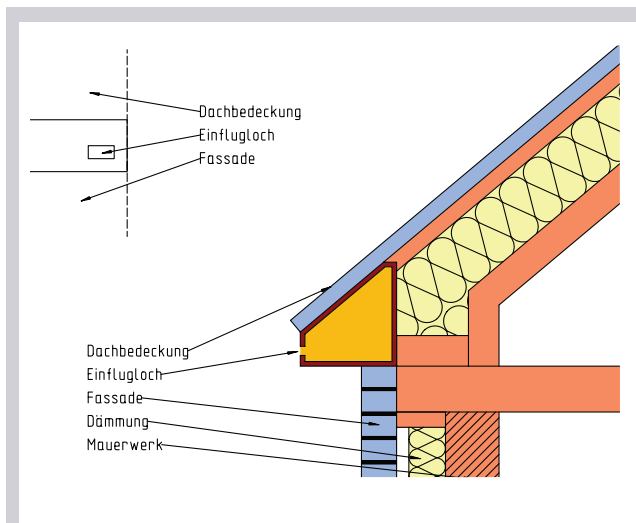 Dachbedeckung
Einflugloch
Fassade
Dachbedeckung
Einflugloch
Fassade
Dämmung
Mauerwerk